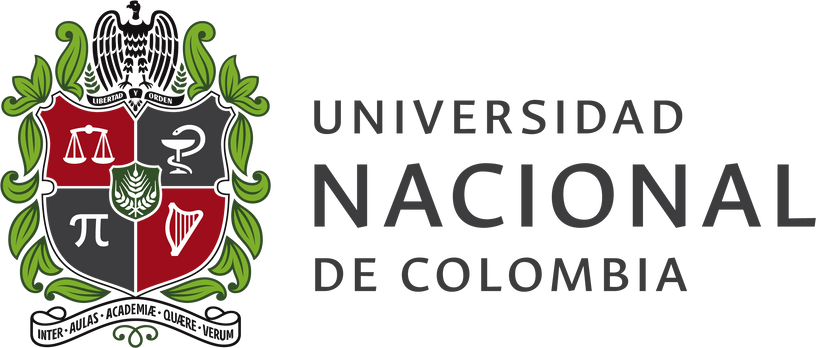 LIBERTAD Y ORDEN
UNIVERSIDAD
NACIONAL
DE COLOMBIA
π
INTER · AULAS · ACADEMIÆ · QUÆRE · VERUM